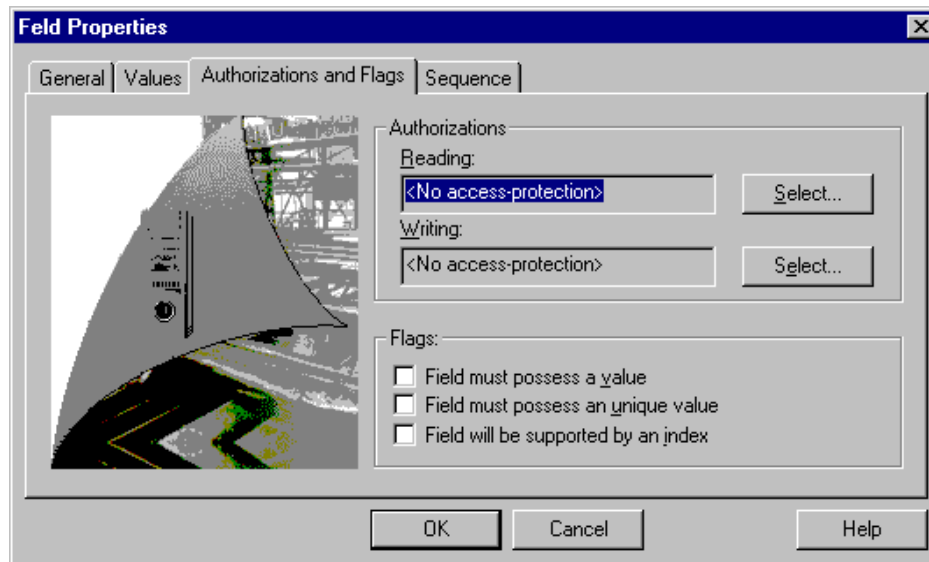 Feld Properties
General Values Authorizations and Flags Sequence
Authorizations
Reading:
<No access-protection> Select...
Writing:
<No access-protection> Select...
Flags:
Field must possess a value
Field must possess an unique value
Field will be supported by an index
OK Cancel Help